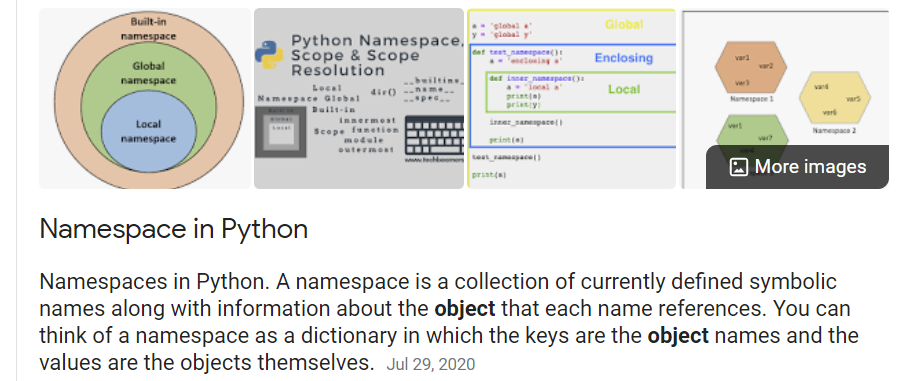 Built-in
namespace
Global
namespace
Local
namespace
Python Namespace,
Scope & Scope
Resolution
Local
Namespace Global
Built-in
dir()
__builtins_
__name__
__spec__
Global
Local
innermost
Scope function
module
outermost
www.techbeamers
a = 'global a'
y = 'global y'
Global
def test_namespace():
a = 'enclosing a'
Enclosing
def inner_namespace():
a = 'local a'
Local
print(a)
print(y)
inner_namespace()
print(a)
test_namespace()
print(a)
var1
var2
var3
Namespace 1
var4
var5
var6
Namespace 2
var1
var7
More images
Namespace in Python
Namespaces in Python. A namespace is a collection of currently defined symbolic
names along with information about the object that each name references. You can
think of a namespace as a dictionary in which the keys are the object names and the
values are the objects themselves. Jul 29, 2020